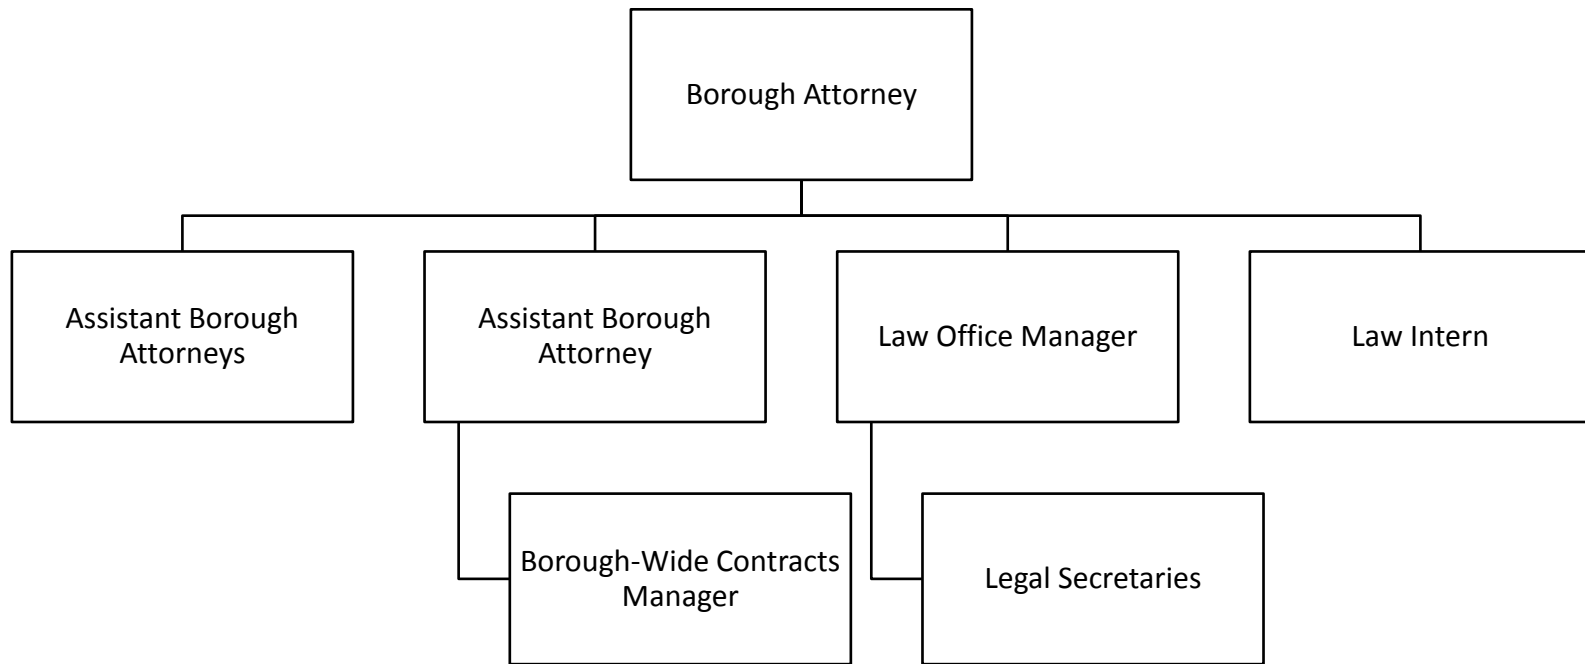 Borough Attorney
Assistant Borough
Attorneys
Assistant Borough
Attorney
Law Office Manager
Law Intern
Borough-Wide Contracts
Manager
Legal Secretaries